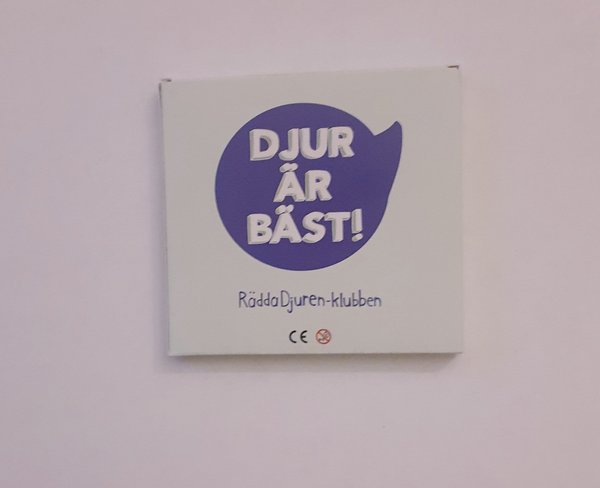 DJUR
ÄR
BÄST!
RäddaDjuren-klubben
CE